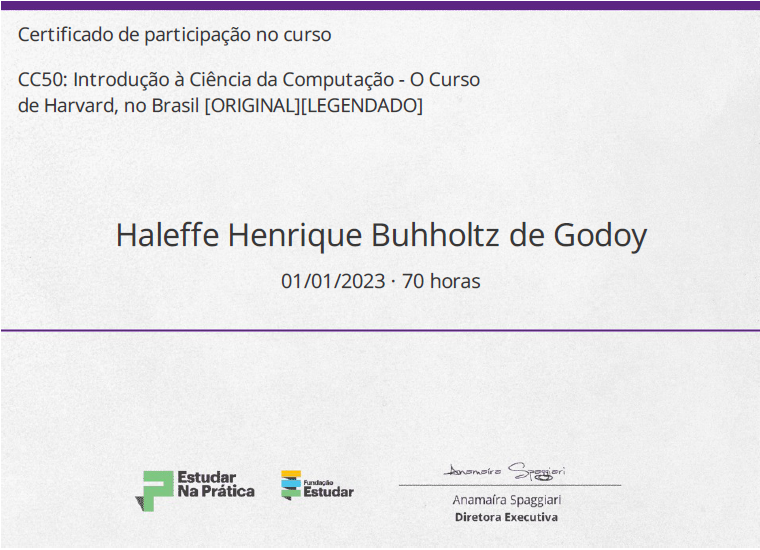 Certificado de participação no curso
CC50: Introdução à Ciência da Computação - O Curso
de Harvard, no Brasil [ORIGINAL][LEGENDADO]
Haleffe Henrique Buhholtz de Godoy
01/01/2023 · 70 horas
Estudar
Na Prática
Fundação
Estudar
Anamaíra Spaggiari
Anamaíra Spaggiari
Diretora Executiva